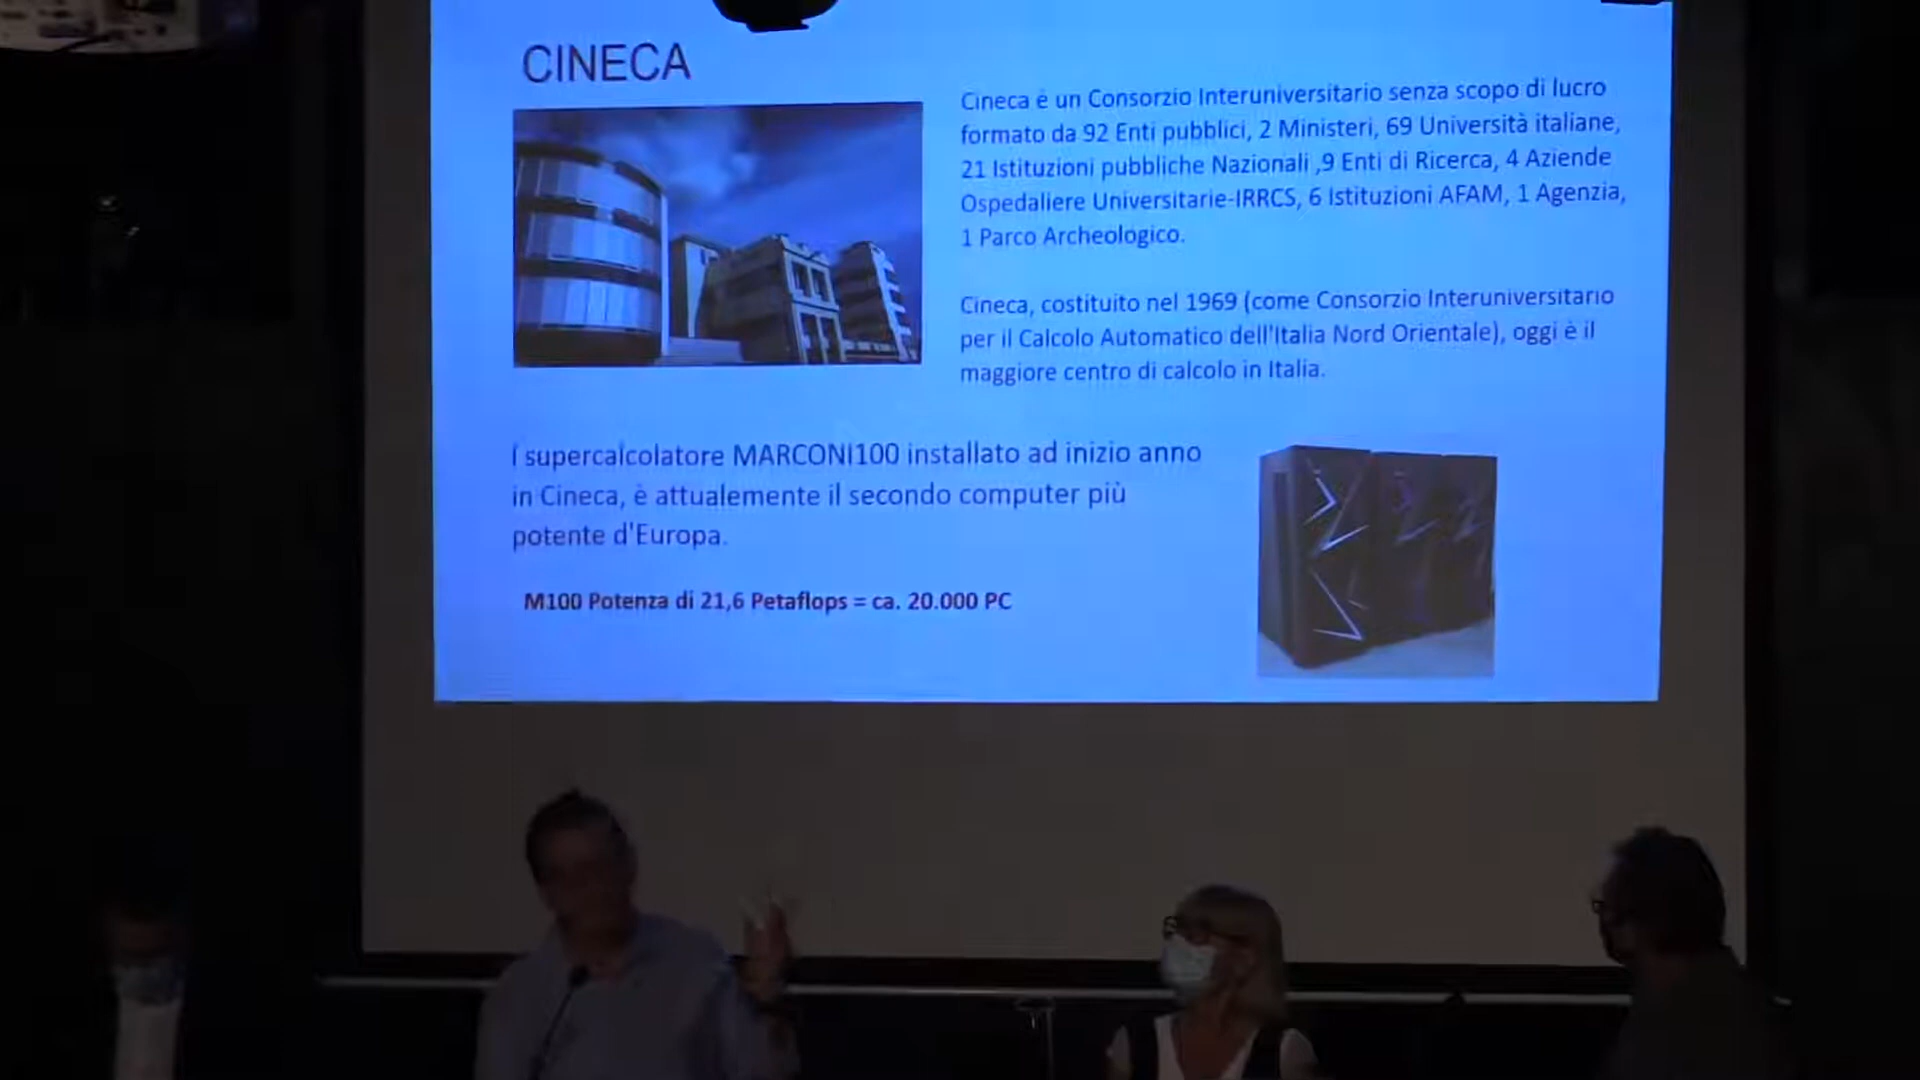 CINECA
Cineca è un Consorzio Interuniversitario senza scopo di lucro
formato da 92 Enti pubblici, 2 Ministeri, 69 Università italiane,
21 Istituzioni pubbliche Nazionali ,9 Enti di Ricerca, 4 Aziende
Ospedaliere Universitarie-IRRCS, 6 Istituzioni AFAM, 1 Agenzia,
1 Parco Archeologico.
Cineca, costituito nel 1969 (come Consorzio Interuniversitario
per il Calcolo Automatico dell'Italia Nord Orientale), oggi è il
maggiore centro di calcolo in Italia.
I supercalcolatore MARCONI100 installato ad inizio anno
in Cineca, è attualemente il secondo computer più
potente d'Europa.
M100 Potenza di 21,6 Petaflops = ca. 20.000 PC